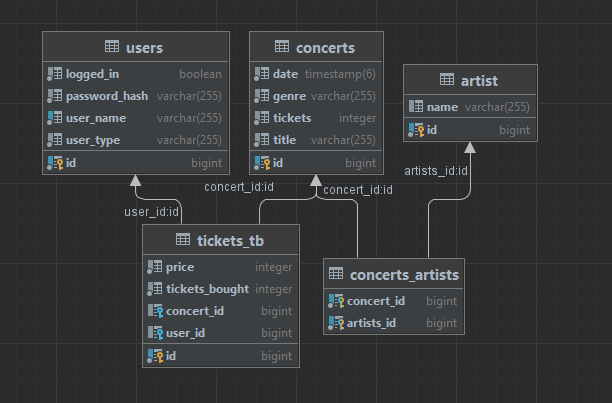 users
logged_in boolean
password_hash varchar(255)
user_name varchar(255)
user_type varchar(255)
id bigint
concerts
date timestamp(6)
genre varchar(255)
tickets integer
title varchar(255)
id bigint
artist
name varchar(255)
id bigint
user_id:id
concert_id:id
concert_id:id
artists_id:id
tickets_tb
price integer
tickets_bought integer
concert_id bigint
user_id bigint
id bigint
concerts_artists
concert_id bigint
artists_id bigint